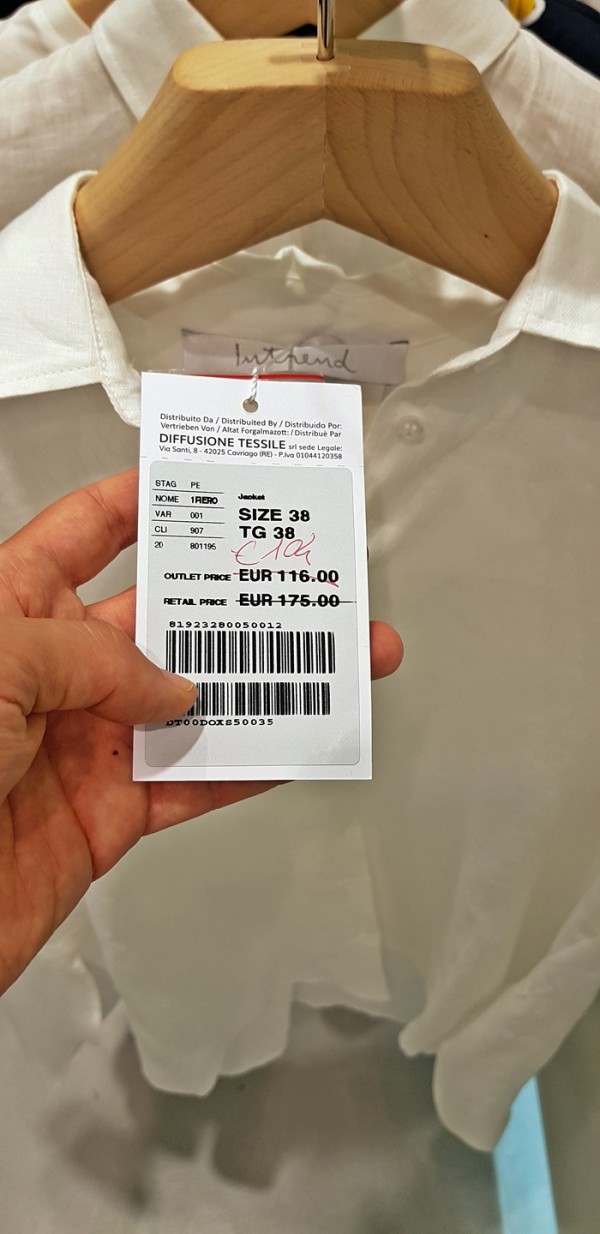 Intrend
Distribuito Da / Distribuited By / Distribuido Por:
Vertrieben Von / Altat Forgalmazott: / Distribuè Par
DIFFUSIONE TESSILE srl sede Legale:
Via Santi, 8 - 42025 Cavriago (RE) - P.Iva 01044120358
STAG PE
NOME 1RERO Jacket
VAR 001 SIZE 38
CLI 907 TG 38
20 801195
€ 104
OUTLET PRICE EUR 116.00
RETAIL PRICE EUR 175.00
81923280050012
DT00DOXS50035